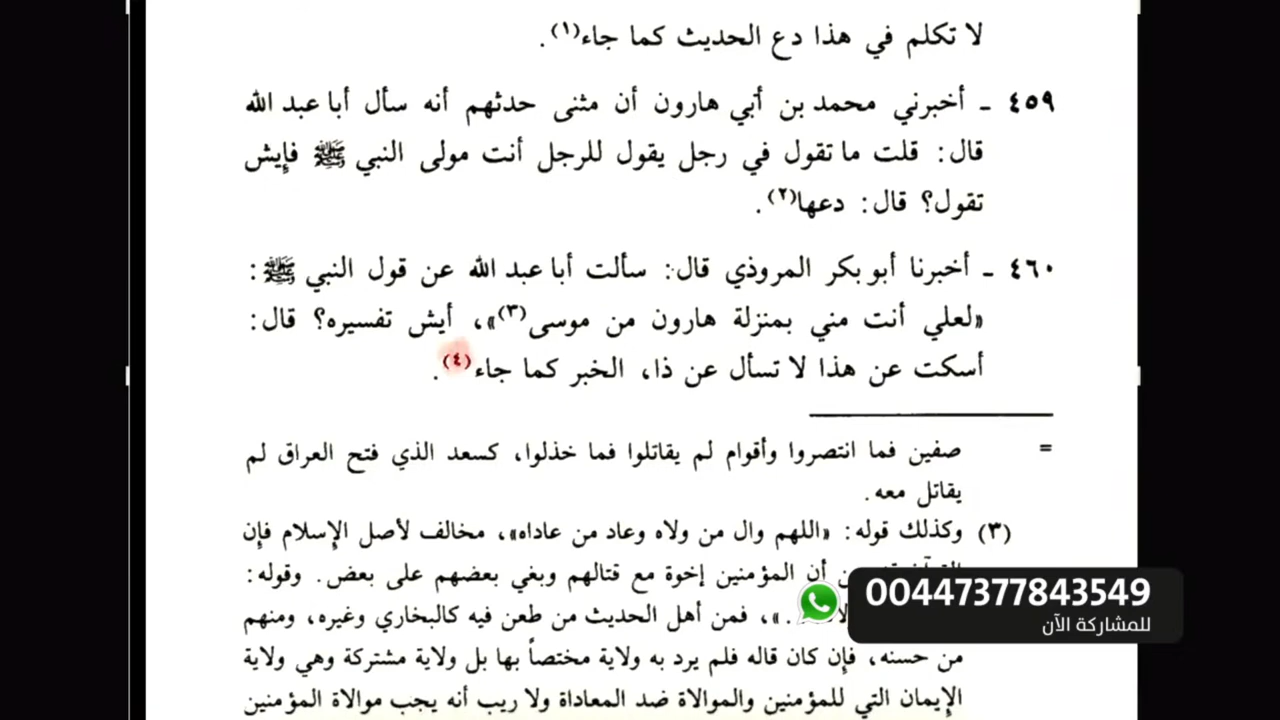 لا تكلم في هذا دع الحديث كما جاء(١).
٤٥٩ ـ أخبرني محمد بن أبي هارون أن مثنى حدثهم أنه سأل أبا عبد الله
قال: قلت ما تقول في رجل يقول للرجل أنت مولى النبي ﷺ فإيش
تقول؟ قال: دعها(٢).
٤٦٠ ـ أخبرنا أبو بكر المروذي قال: سألت أبا عبد الله عن قول النبي ﷺ:
«لعلي أنت مني بمنزلة هارون من موسى(٣)»، أيش تفسيره؟ قال:
أسكت عن هذا لا تسأل عن ذا، الخبر كما جاء(٤).
= صفين فما انتصروا وأقوام لم يقاتلوا فما خذلوا، كسعد الذي فتح العراق لم
يقاتل معه.
(٣) وكذلك قوله: «اللهم وال من ولاه وعاد من عاداه»، مخالف لأصل الإسلام فإن
أن المؤمنين إخوة مع قتالهم وبغي بعضهم على بعض. وقوله:
.»، فمن أهل الحديث من طعن فيه كالبخاري وغيره، ومنهم
من حسنه، فإن كان قاله فلم يرد به ولاية مختصاً بها بل ولاية مشتركة وهي ولاية
الإيمان التي للمؤمنين والموالاة ضد المعاداة ولا ريب أنه يجب موالاة المؤمنين
00447377843549
للمشاركة الآن